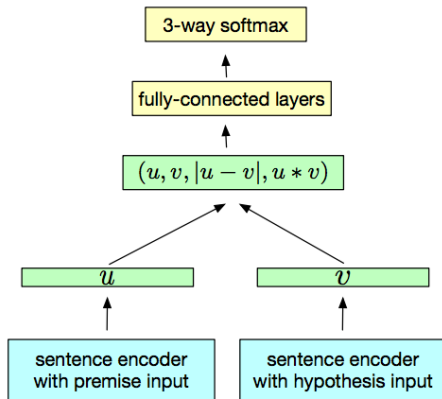 3-way softmax
fully-connected layers
(u, v, |u − v|, u ∗ v)
u
v
sentence encoder
with premise input
sentence encoder
with hypothesis input